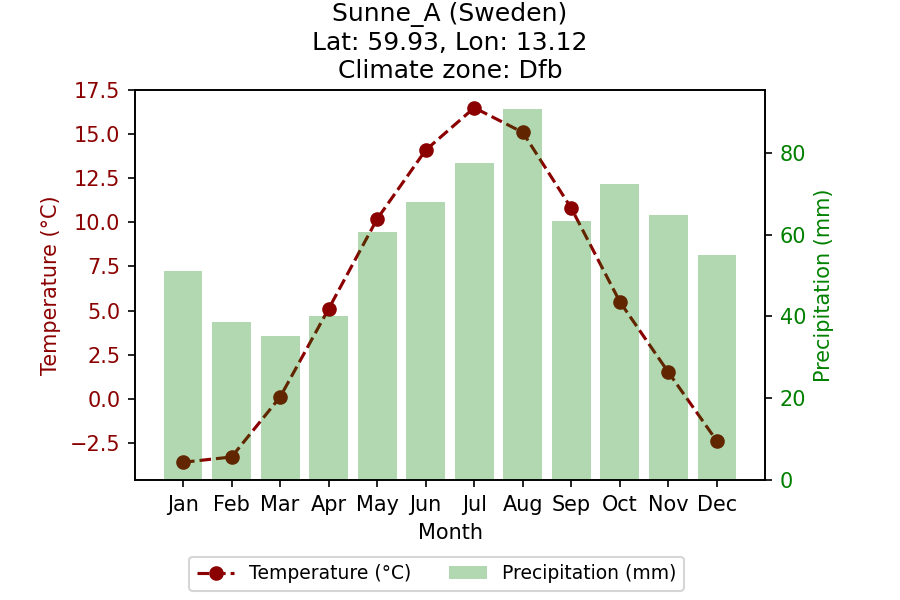 Sunne_A (Sweden)
Lat: 59.93, Lon: 13.12
Climate zone: Dfb
17.5
15.0
12.5
10.0
7.5
5.0
2.5
0.0
−2.5
Temperature (°C)
80
60
40
20
0
Precipitation (mm)
Jan Feb Mar Apr May Jun Jul Aug Sep Oct Nov Dec
Month
Temperature (°C) Precipitation (mm)